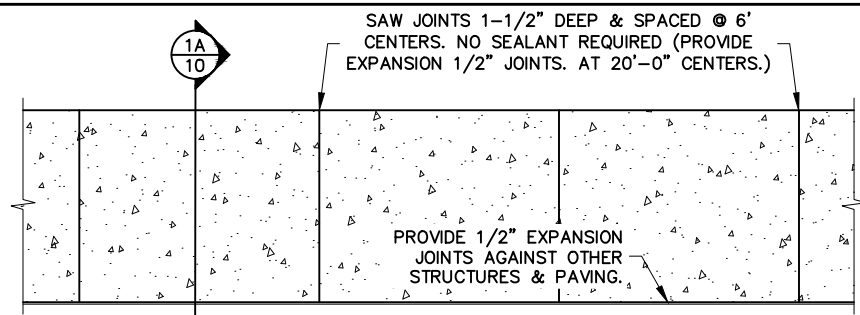 SAW JOINTS 1-1/2" DEEP & SPACED @ 6'
CENTERS. NO SEALANT REQUIRED (PROVIDE
EXPANSION 1/2" JOINTS. AT 20'-0" CENTERS.)
1A
10
PROVIDE 1/2" EXPANSION
JOINTS AGAINST OTHER
STRUCTURES & PAVING.